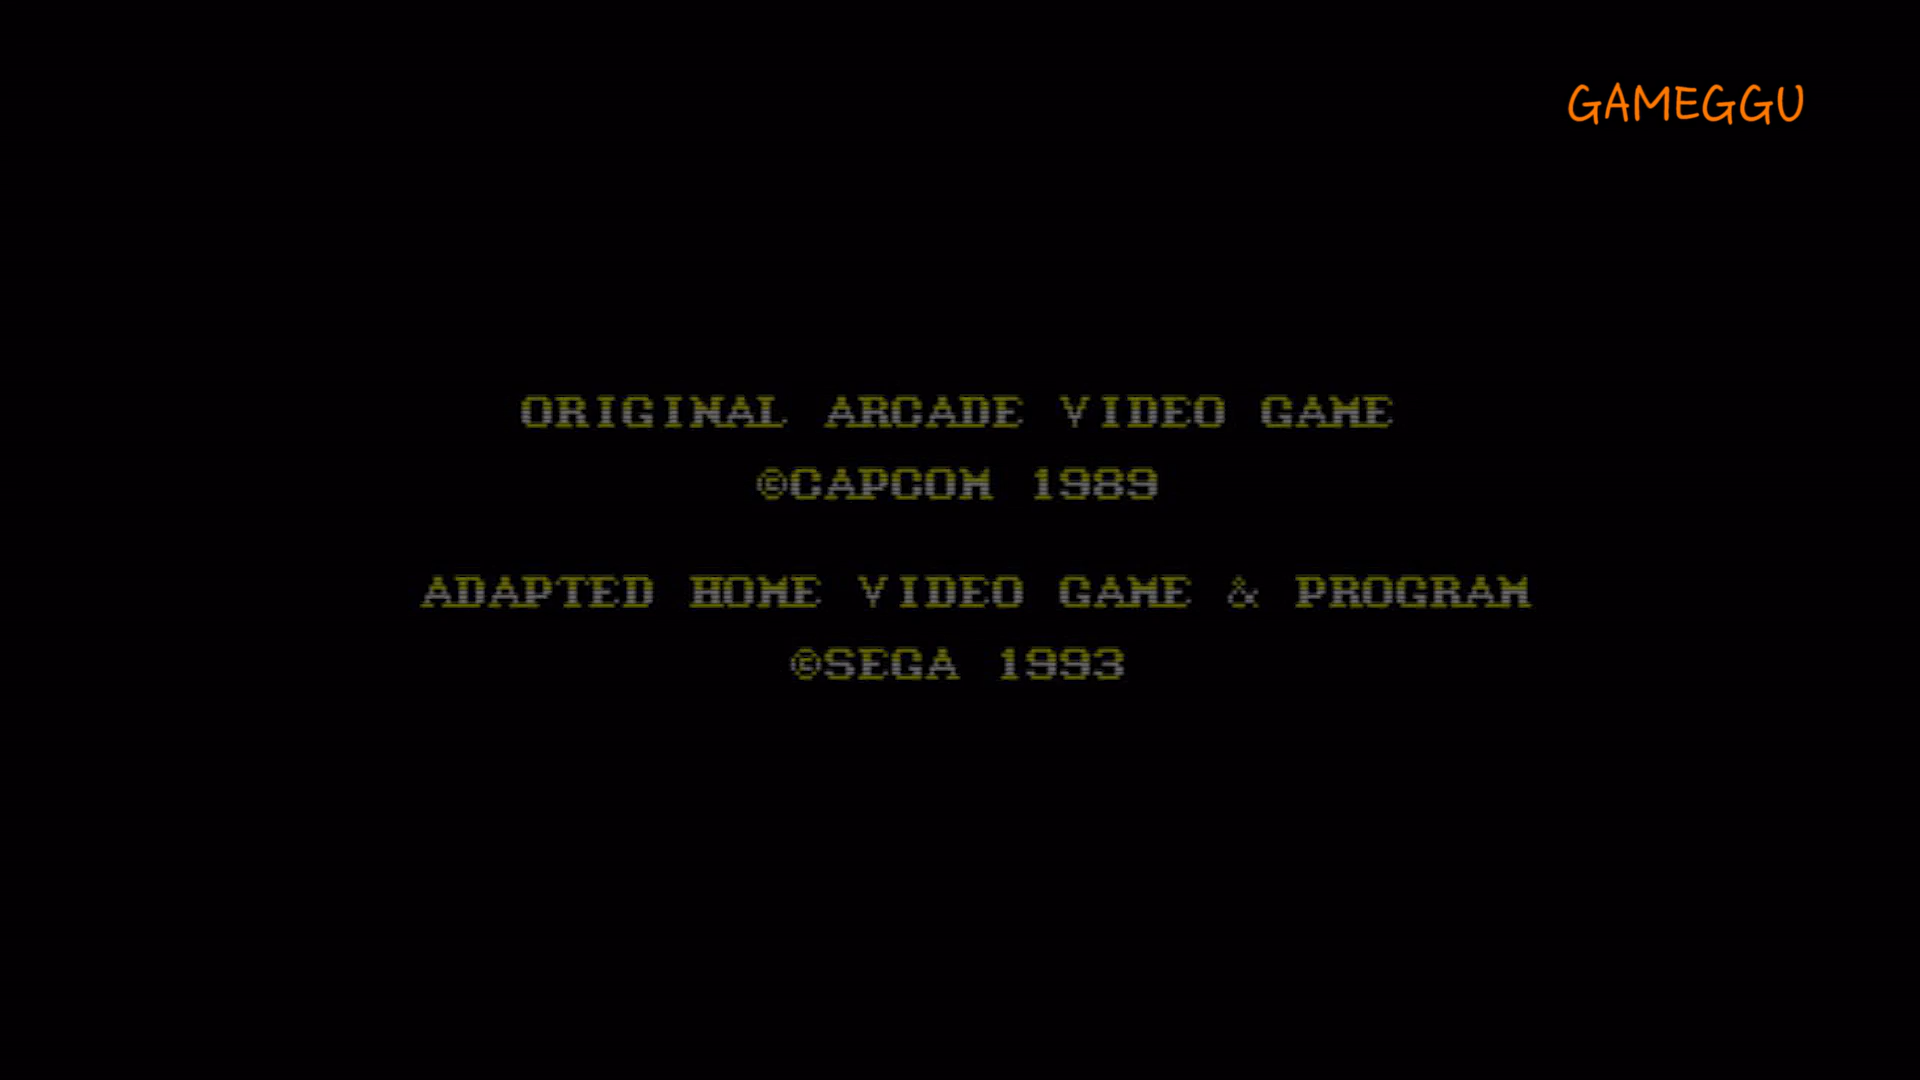 GAMEGGU
ORIGINAL ARCADE VIDEO GAME
©CAPCOM 1989
ADAPTED HOME VIDEO GAME & PROGRAM
©SEGA 1993